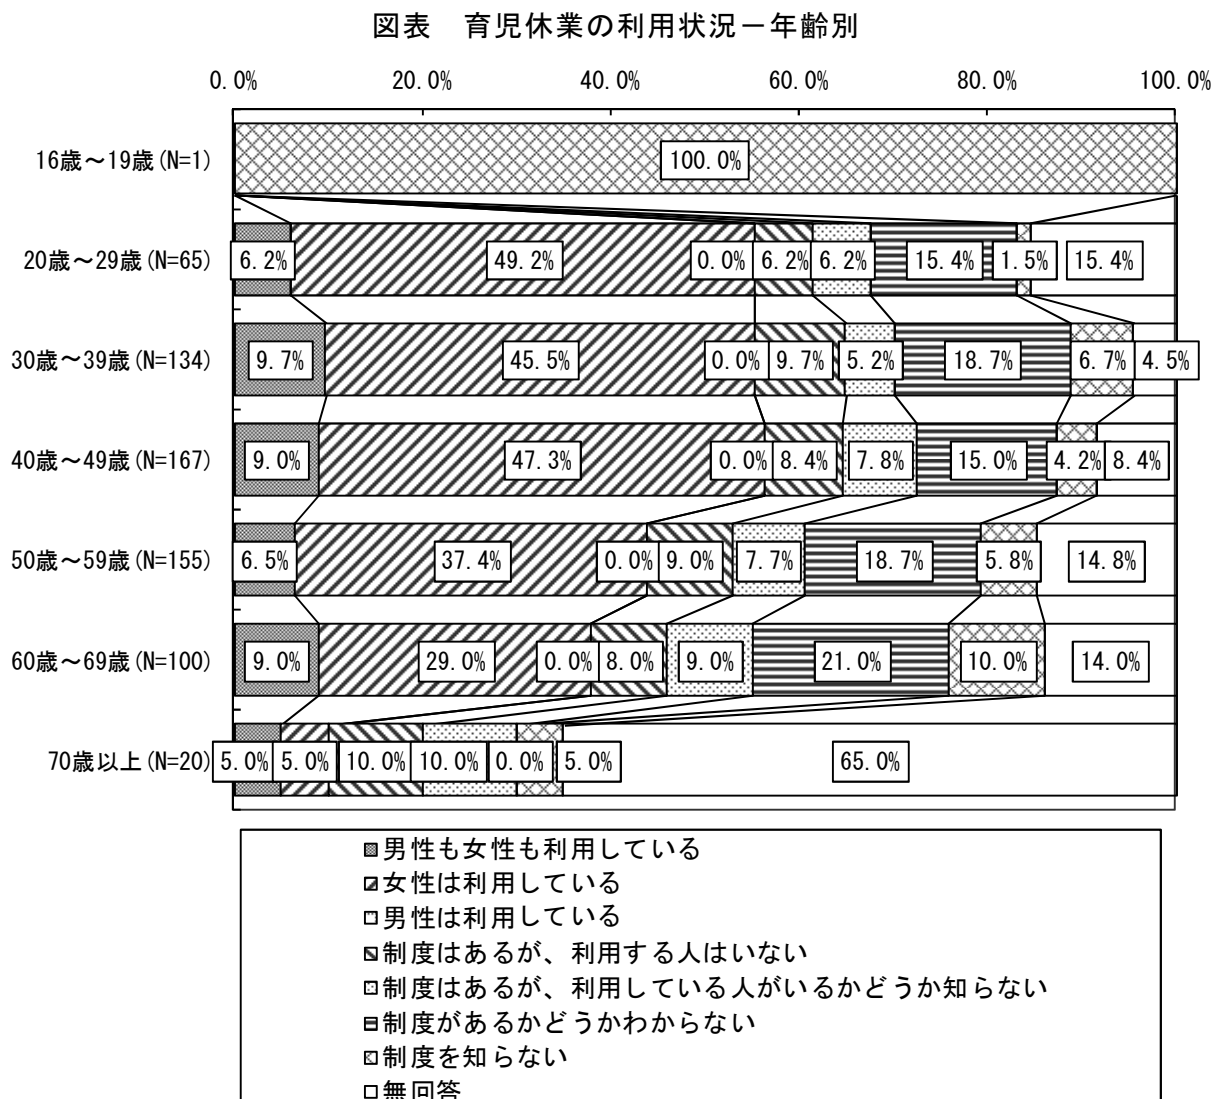 図表　育児休業の利用状況－年齢別
0.0% 20.0% 40.0% 60.0% 80.0% 100.0%
16歳～19歳(N=1) 100.0%
20歳～29歳(N=65) 6.2% 49.2% 0.0% 6.2% 6.2% 15.4% 1.5% 15.4%
30歳～39歳(N=134) 9.7% 45.5% 0.0% 9.7% 5.2% 18.7% 6.7% 4.5%
40歳～49歳(N=167) 9.0% 47.3% 0.0% 8.4% 7.8% 15.0% 4.2% 8.4%
50歳～59歳(N=155) 6.5% 37.4% 0.0% 9.0% 7.7% 18.7% 5.8% 14.8%
60歳～69歳(N=100) 9.0% 29.0% 0.0% 8.0% 9.0% 21.0% 10.0% 14.0%
70歳以上(N=20) 5.0% 5.0% 10.0% 10.0% 0.0% 5.0% 65.0%
男性も女性も利用している
女性は利用している
男性は利用している
制度はあるが、利用する人はいない
制度はあるが、利用している人がいるかどうか知らない
制度があるかどうかわからない
制度を知らない
無回答